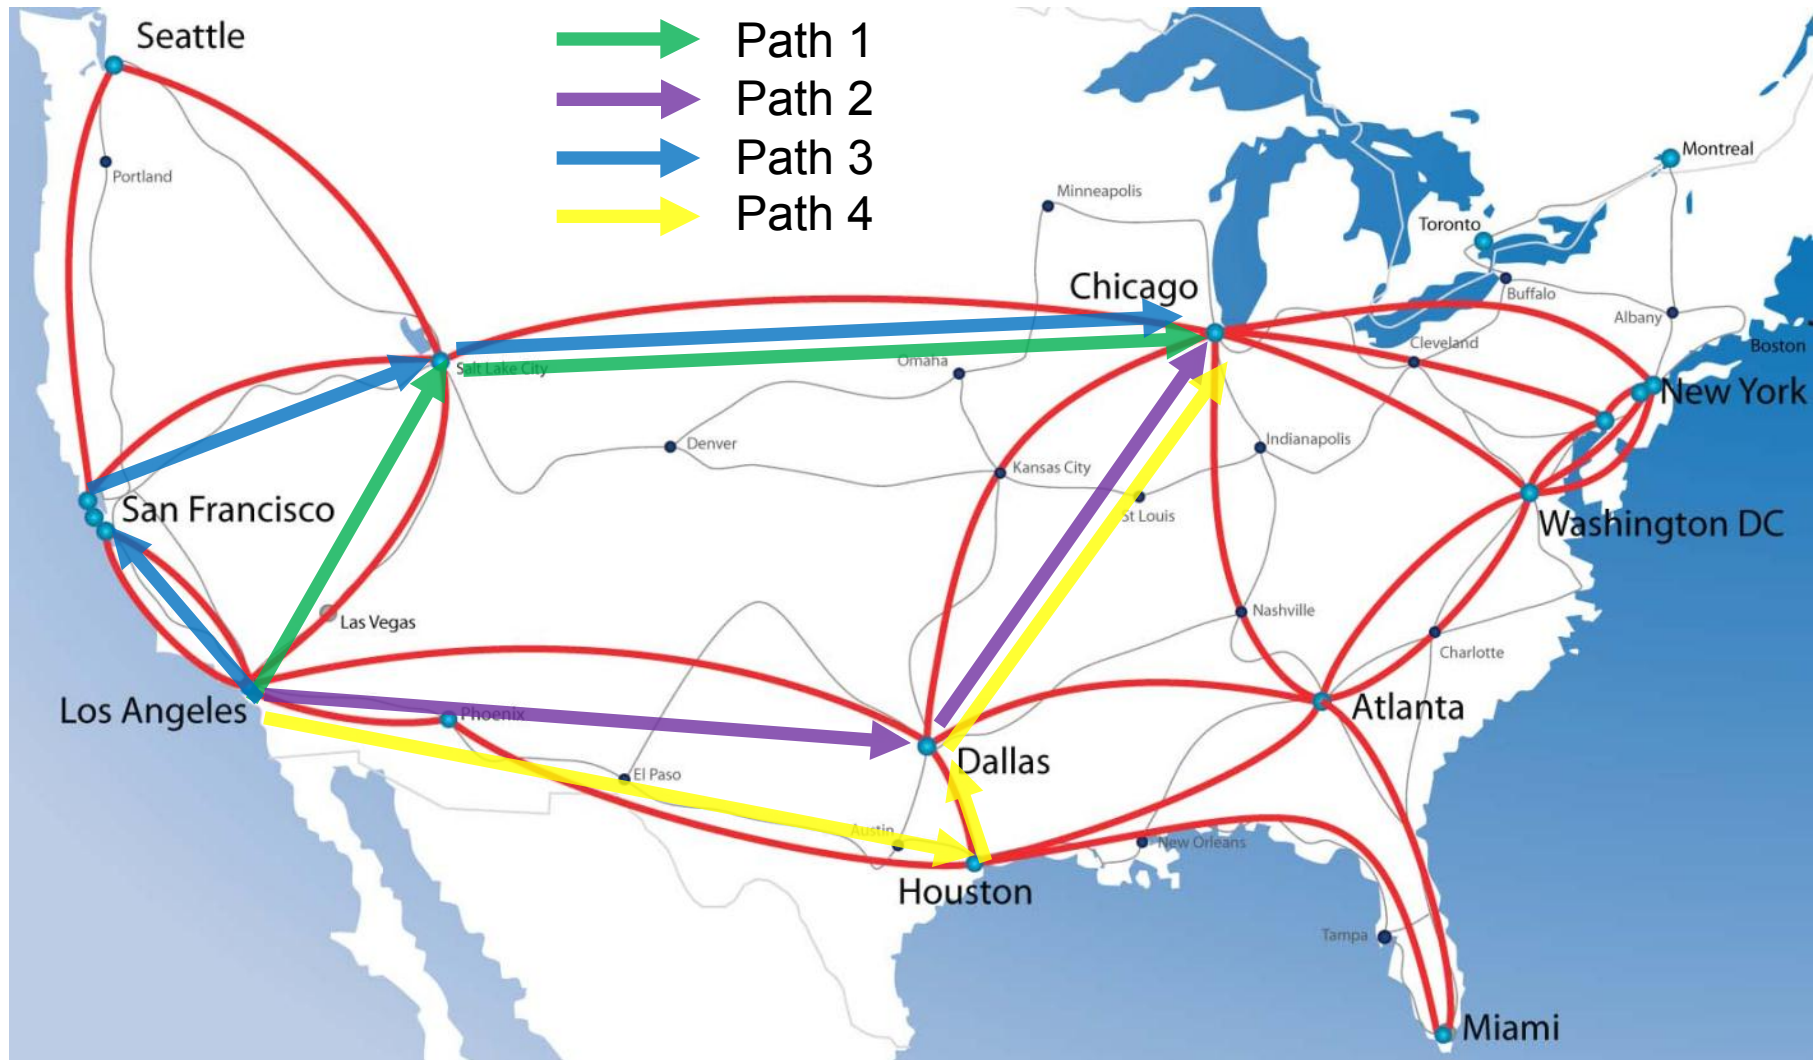 Seattle
Path 1
Path 2
Path 3
Path 4
Portland
Montreal
Minneapolis
Toronto
Chicago
Buffalo
Albany
Boston
Cleveland
Omaha
Salt Lake City
New York
Denver
Indianapolis
Kansas City
St Louis
San Francisco
Washington DC
Nashville
Las Vegas
Charlotte
Los Angeles
Phoenix
Atlanta
Dallas
El Paso
Austin
New Orleans
Houston
Tampa
Miami